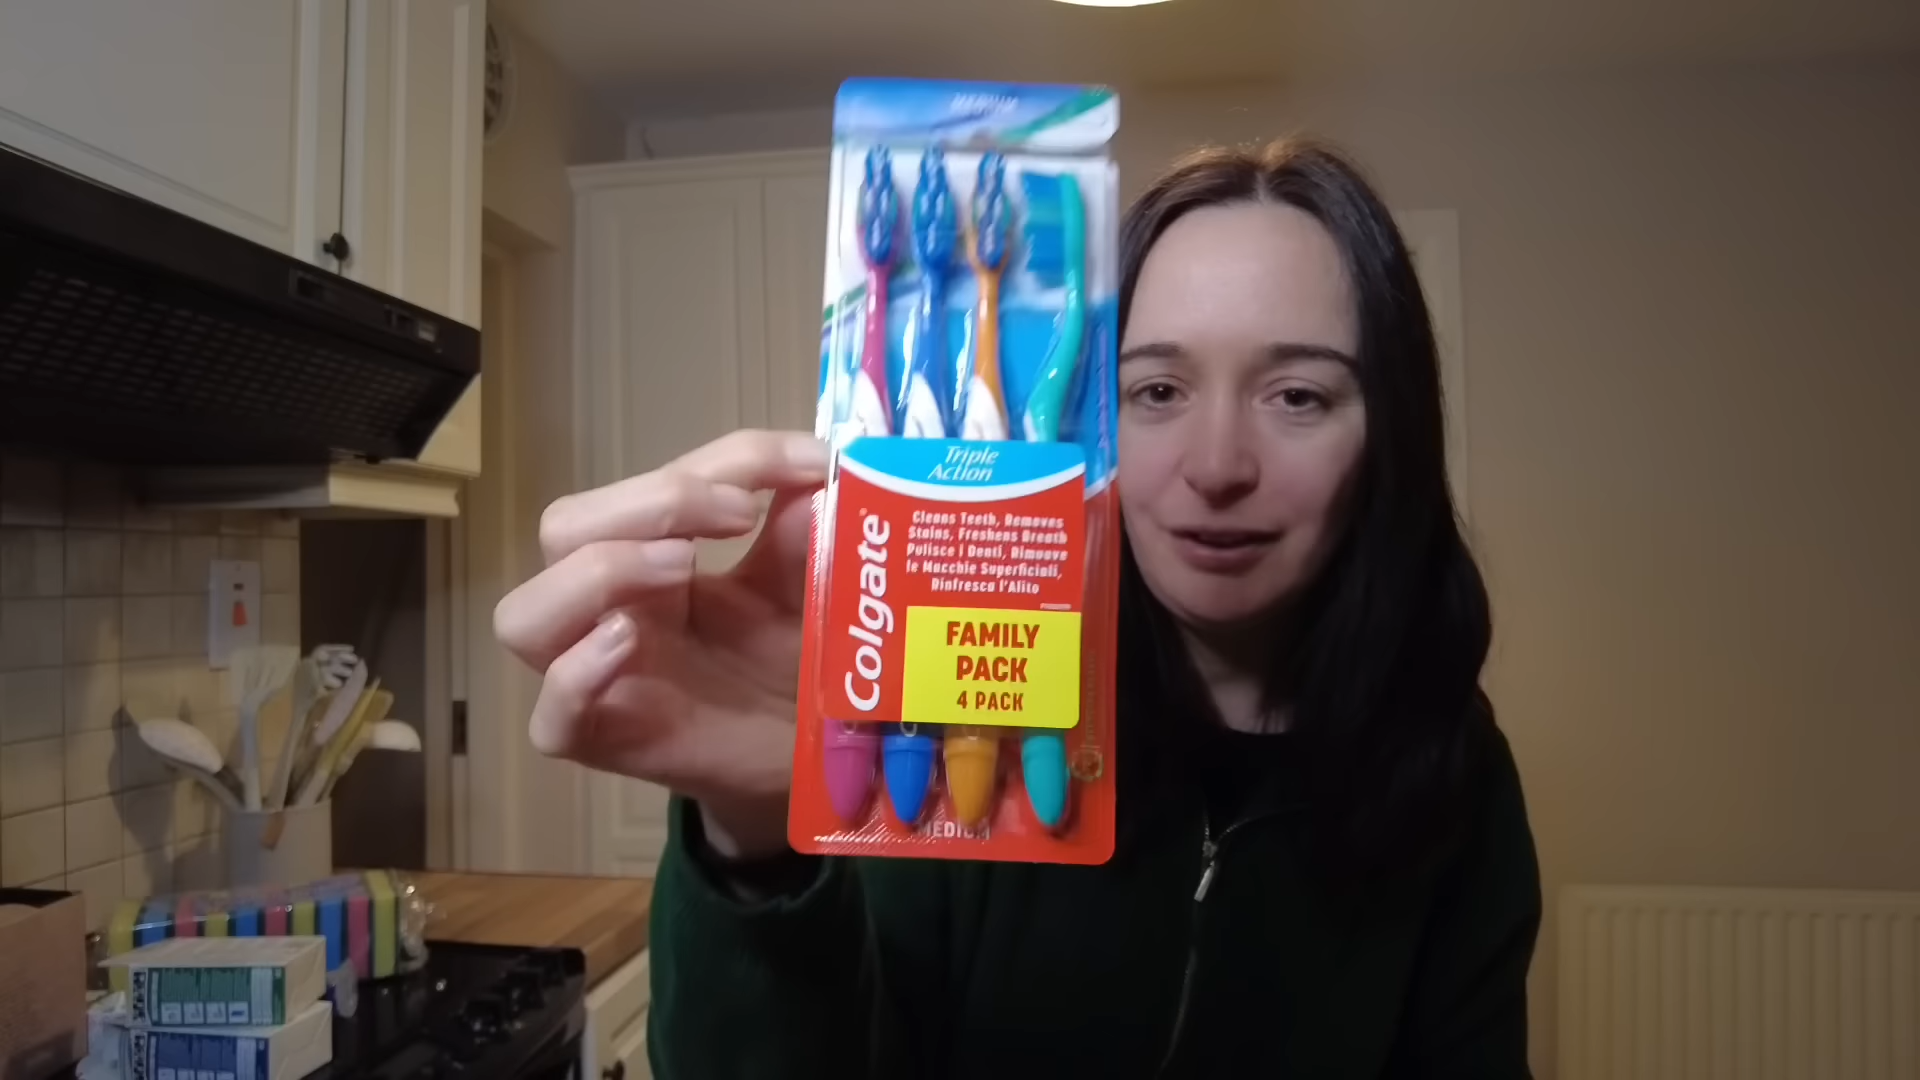 MEDIUM
Triple
Action
Colgate
Cleans Teeth, Removes
Stains, Freshens Breath
Pulisce i Denti, Rimuove
le Macchie Superficiali,
Rinfresca l'Alito
FAMILY
PACK
4 PACK
MEDIUM